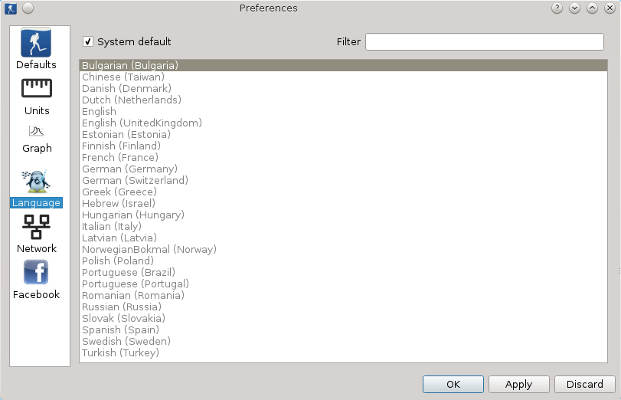 Preferences
Defaults
Units
Graph
Language
Network
Facebook
System default
Filter
Bulgarian (Bulgaria)
Chinese (Taiwan)
Danish (Denmark)
Dutch (Netherlands)
English
English (UnitedKingdom)
Estonian (Estonia)
Finnish (Finland)
French (France)
German (Germany)
German (Switzerland)
Greek (Greece)
Hebrew (Israel)
Hungarian (Hungary)
Italian (Italy)
Latvian (Latvia)
NorwegianBokmal (Norway)
Polish (Poland)
Portuguese (Brazil)
Portuguese (Portugal)
Romanian (Romania)
Russian (Russia)
Slovak (Slovakia)
Spanish (Spain)
Swedish (Sweden)
Turkish (Turkey)
OK
Apply
Discard